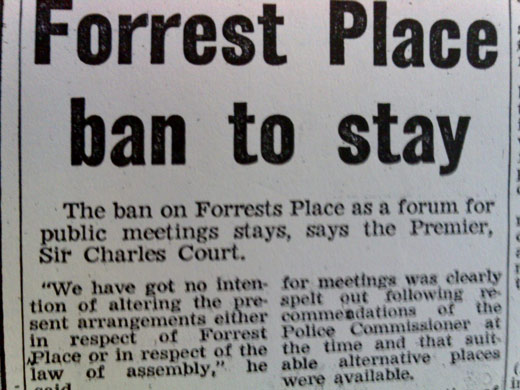 Forrest Place
ban to stay
The ban on Forrests Place as a forum for
public meetings stays, says the Premier,
Sir Charles Court.
"We have got no inten-
tion of altering the pre-
sent arrangements either
in respect of Forrest
Place or in respect of the
law of assembly," he
said
for meetings was clearly
spelt out following re-
commendations of the
Police Commissioner at
the time and that suit-
able alternative places
were available.